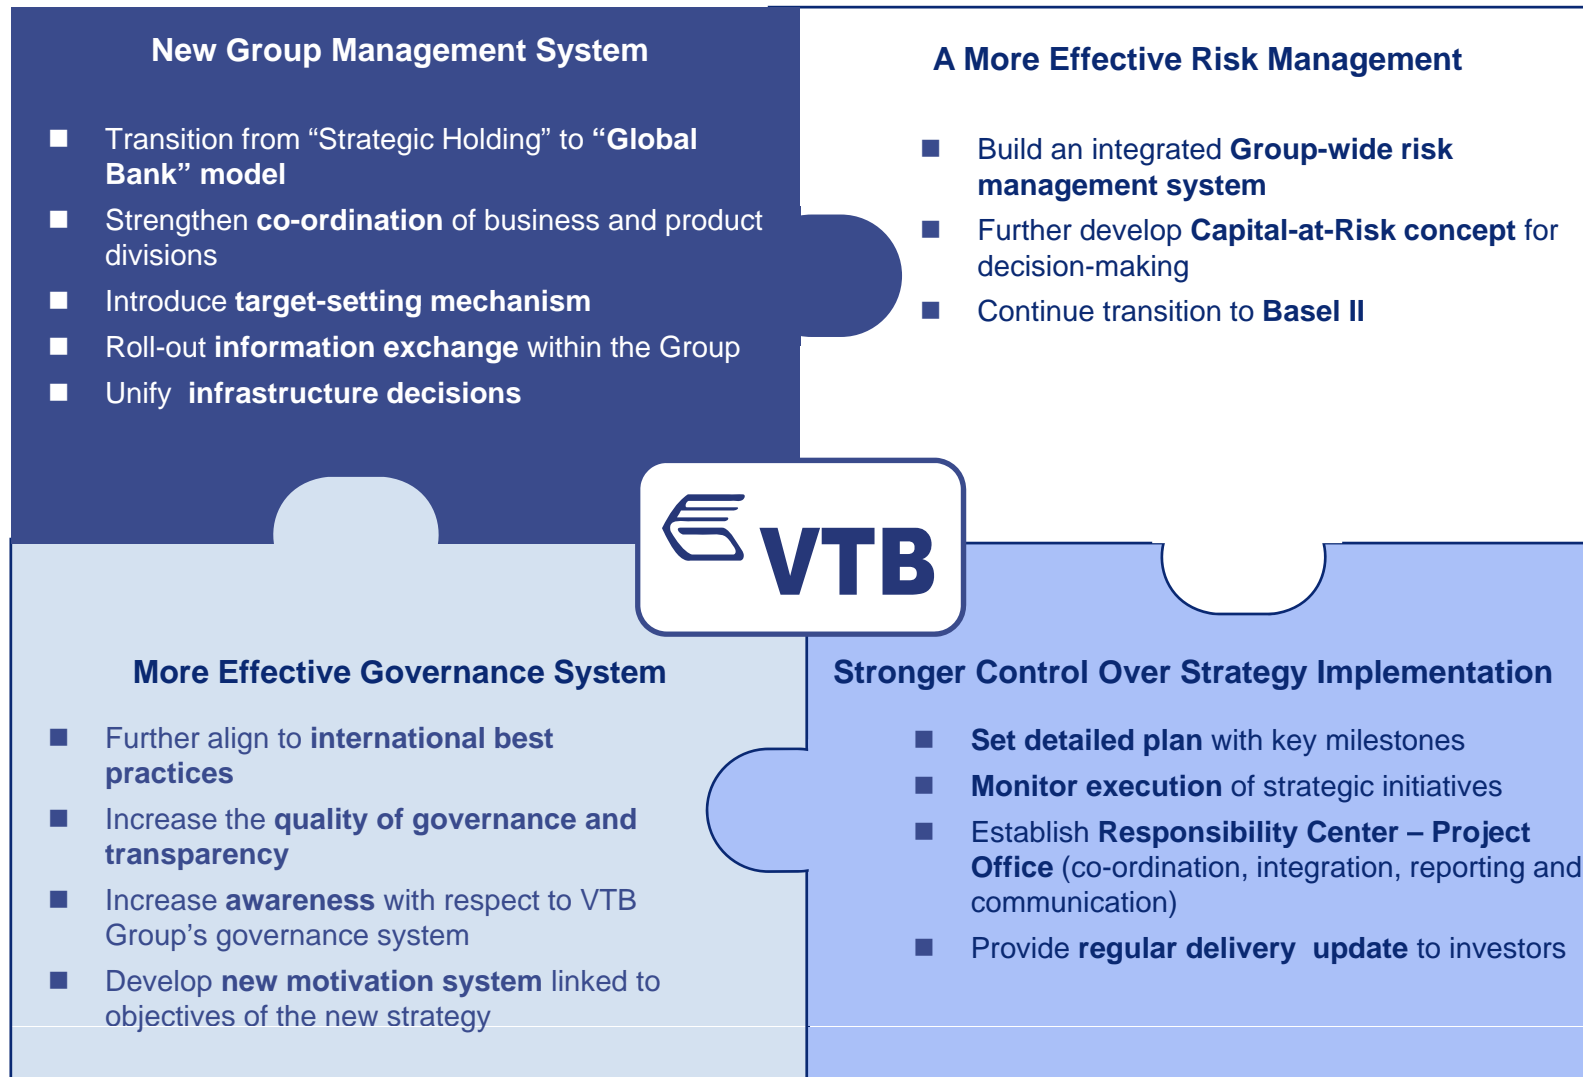 New Group Management System
Transition from “Strategic Holding” to “Global
Bank” model
Strengthen co-ordination of business and product
divisions
Introduce target-setting mechanism
Roll-out information exchange within the Group
Unify  infrastructure decisions
A More Effective Risk Management
Build an integrated Group-wide risk
management system
Further develop Capital-at-Risk concept for
decision-making
Continue transition to Basel II
VTB
More Effective Governance System
Further align to international best
practices
Increase the quality of governance and
transparency
Increase awareness with respect to VTB
Group’s governance system
Develop new motivation system linked to
objectives of the new strategy
Stronger Control Over Strategy Implementation
Set detailed plan with key milestones
Monitor execution of strategic initiatives
Establish Responsibility Center – Project
Office (co-ordination, integration, reporting and
communication)
Provide regular delivery  update to investors